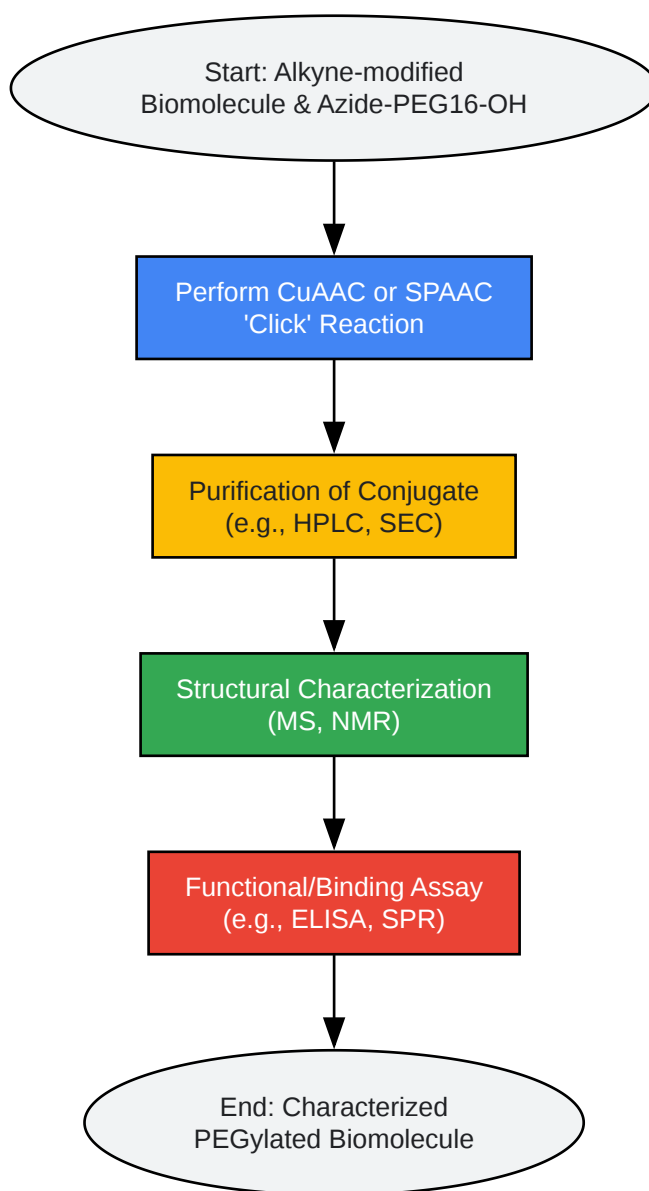 Start: Alkyne-modified
Biomolecule & Azide-PEG16-OH
Perform CuAAC or SPAAC
'Click' Reaction
Purification of Conjugate
(e.g., HPLC, SEC)
Structural Characterization
(MS, NMR)
Functional/Binding Assay
(e.g., ELISA, SPR)
End: Characterized
PEGylated Biomolecule